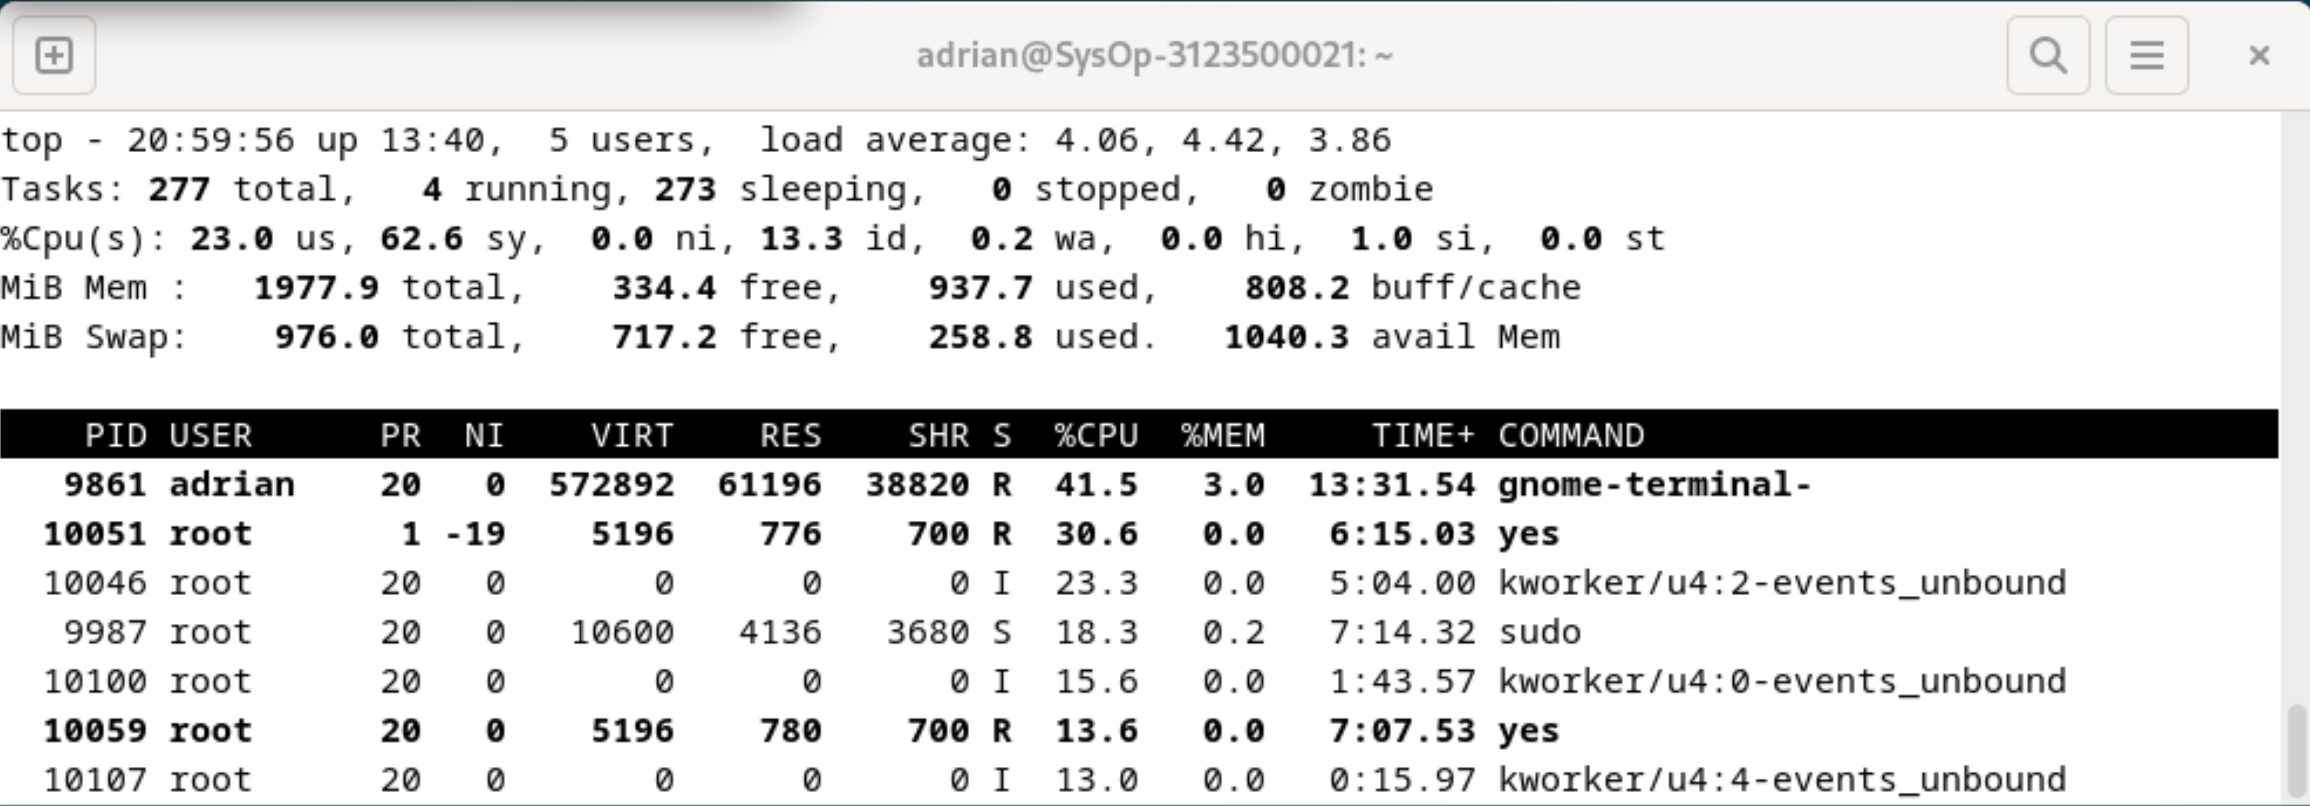 adrian@SysOp-3123500021: ~
top - 20:59:56 up 13:40,  5 users,  load average: 4.06, 4.42, 3.86
Tasks: 277 total,   4 running, 273 sleeping,   0 stopped,   0 zombie
%Cpu(s): 23.0 us, 62.6 sy,  0.0 ni, 13.3 id,  0.2 wa,  0.0 hi,  1.0 si,  0.0 st
MiB Mem :   1977.9 total,    334.4 free,    937.7 used,    808.2 buff/cache
MiB Swap:    976.0 total,    717.2 free,    258.8 used.   1040.3 avail Mem
    PID USER      PR  NI    VIRT    RES    SHR S  %CPU  %MEM     TIME+ COMMAND
   9861 adrian    20   0  572892  61196  38820 R  41.5   3.0  13:31.54 gnome-terminal-
  10051 root       1 -19    5196    776    700 R  30.6   0.0   6:15.03 yes
  10046 root      20   0       0      0      0 I  23.3   0.0   5:04.00 kworker/u4:2-events_unbound
   9987 root      20   0   10600   4136   3680 S  18.3   0.2   7:14.32 sudo
  10100 root      20   0       0      0      0 I  15.6   0.0   1:43.57 kworker/u4:0-events_unbound
  10059 root      20   0    5196    780    700 R  13.6   0.0   7:07.53 yes
  10107 root      20   0       0      0      0 I  13.0   0.0   0:15.97 kworker/u4:4-events_unbound